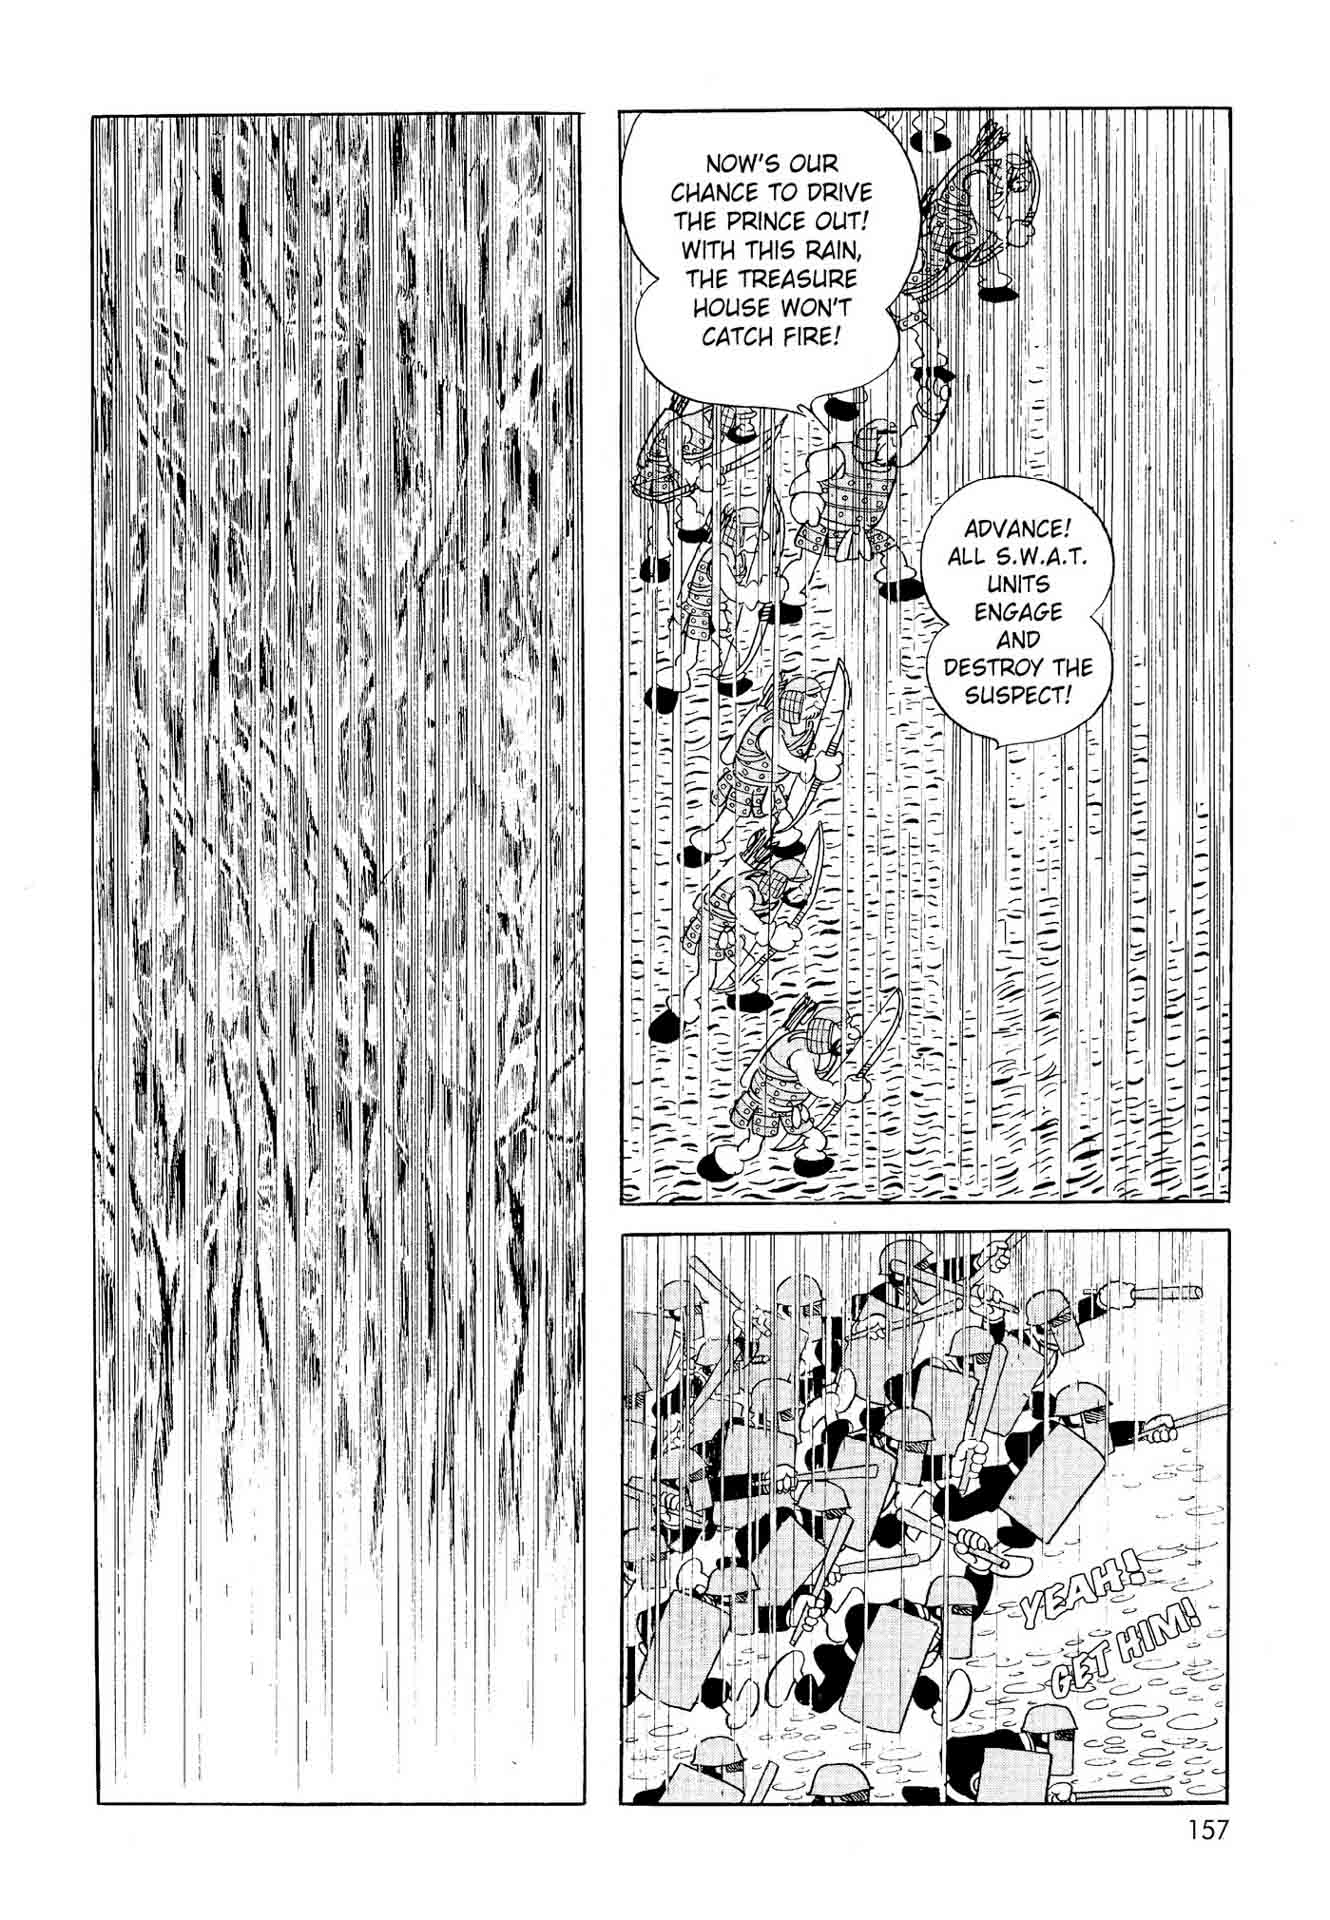 NOW'S OUR
CHANCE TO DRIVE
THE PRINCE OUT!
WITH THIS RAIN,
THE TREASURE
HOUSE WON'T
CATCH FIRE!
ADVANCE!
ALL S.W.A.T.
UNITS
ENGAGE
AND
DESTROY THE
SUSPECT!
YEAH!
GET HIM!
157